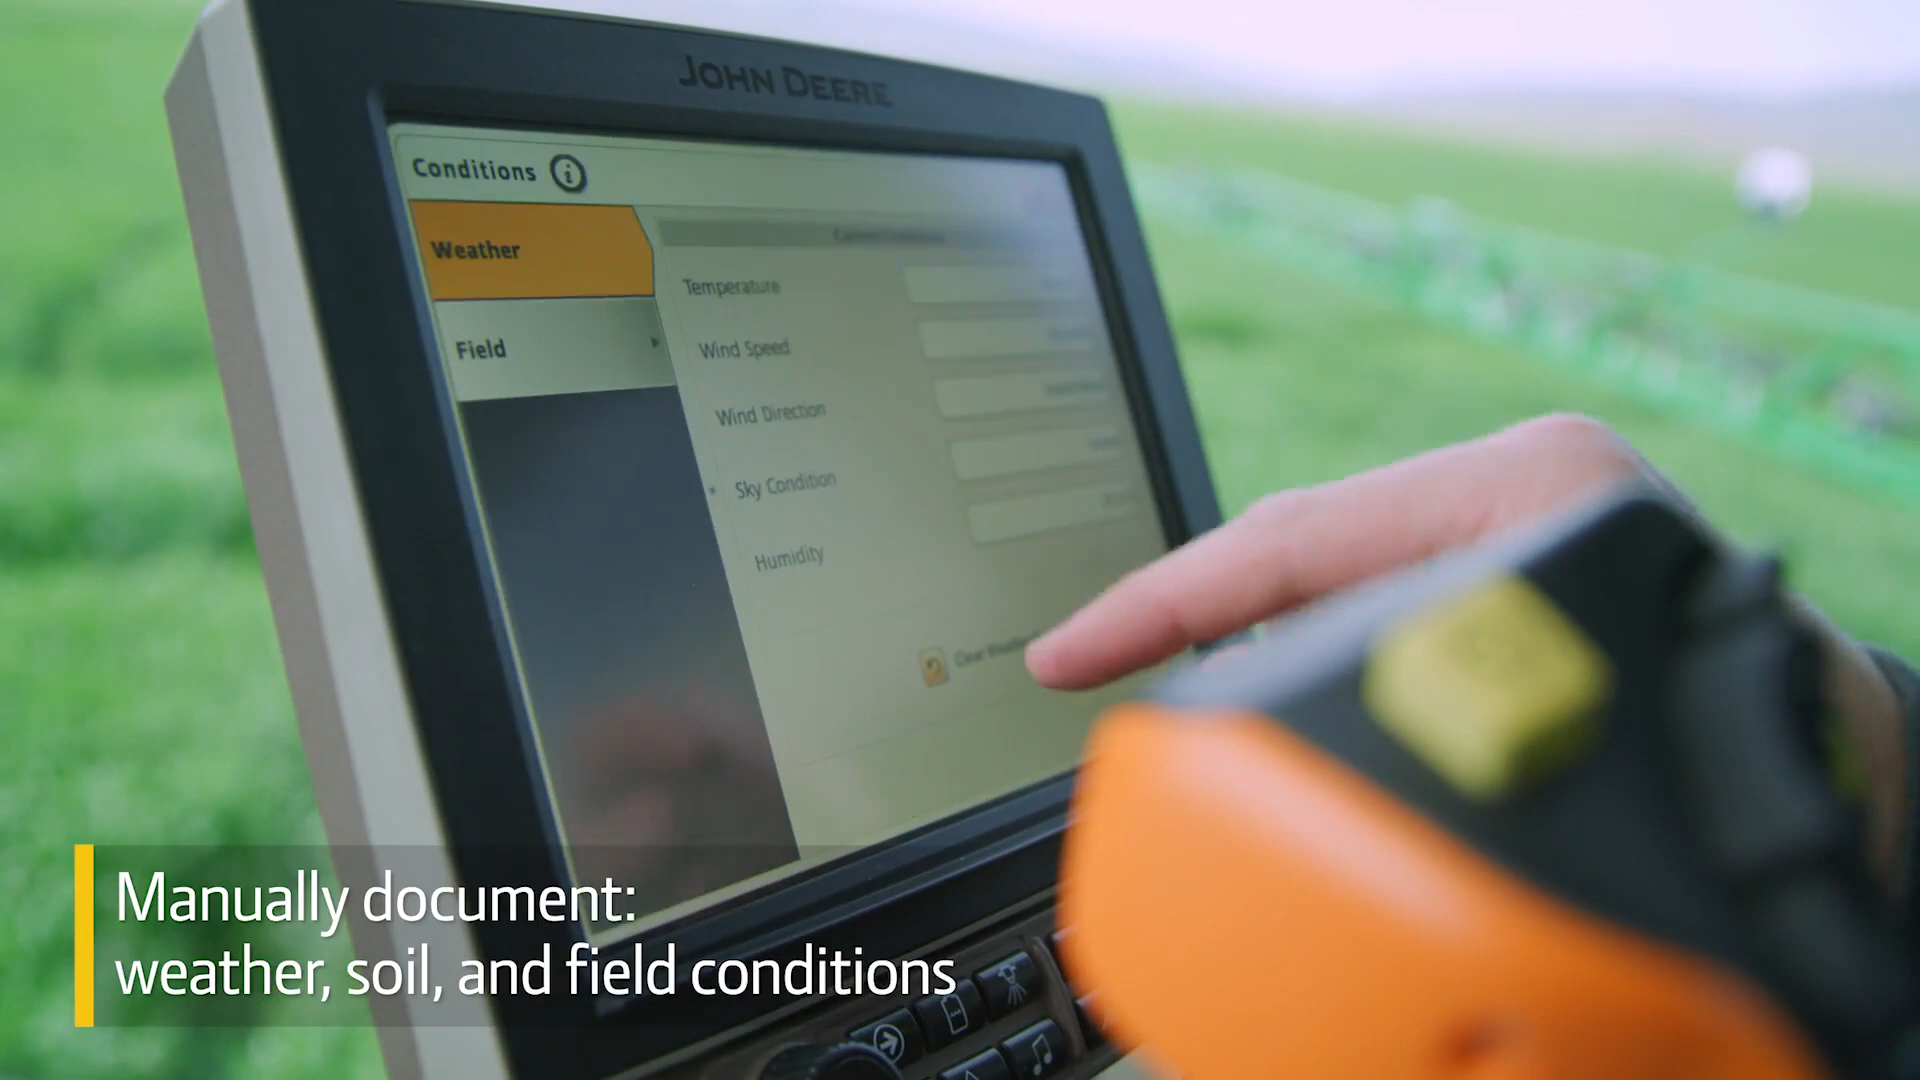 JOHN DEERE
Conditions
Weather
Field
Temperature
Wind Speed
Wind Direction
Sky Condition
Humidity
Clear
Manually document:
weather, soil, and field conditions